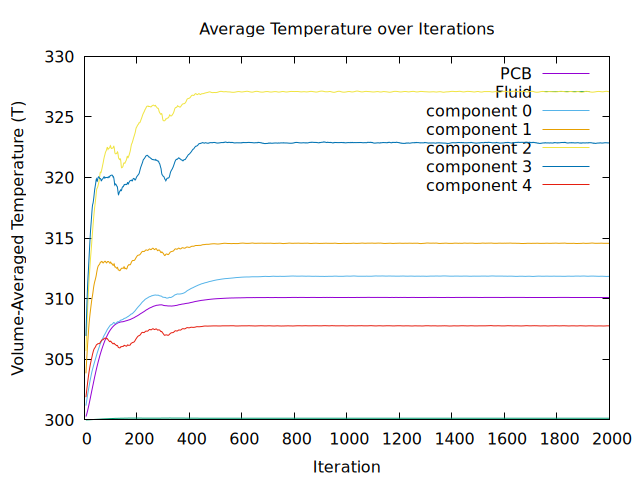 Average Temperature over Iterations
330
325
320
315
310
305
300
Volume-Averaged Temperature (T)
PCB
Fluid
component 0
component 1
component 2
component 3
component 4
0 200 400 600 800 1000 1200 1400 1600 1800 2000
Iteration